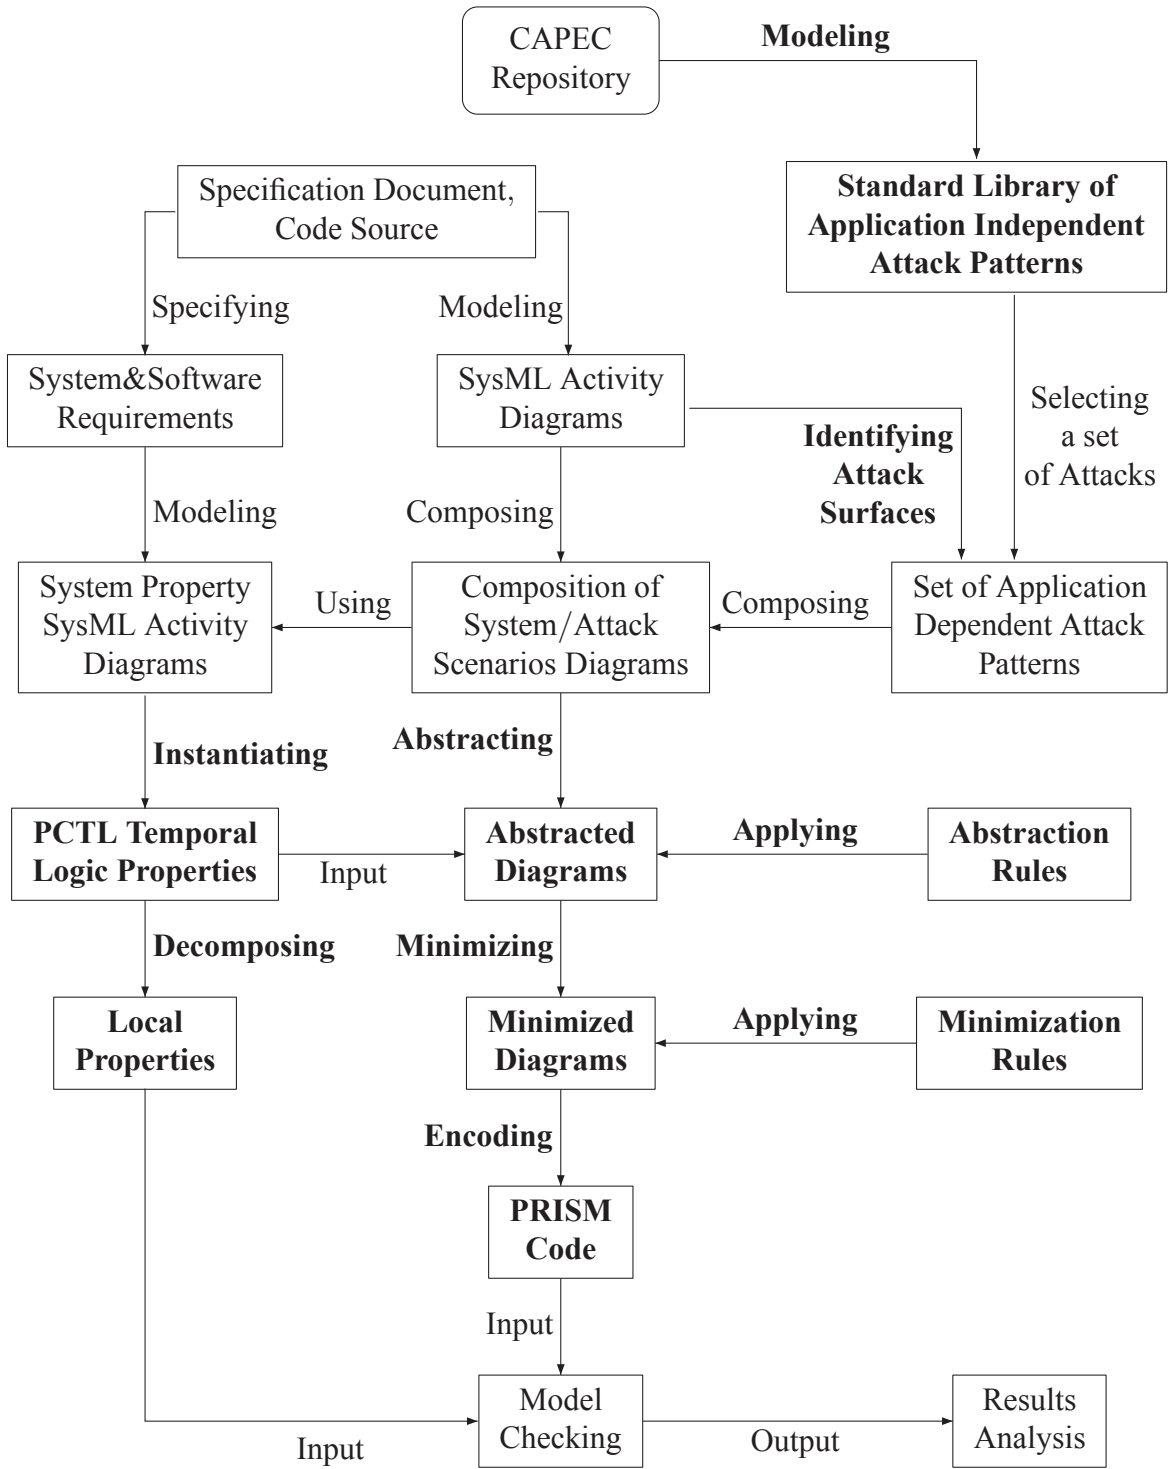 CAPEC
Repository
Modeling
Standard Library of
Application Independent
Attack Patterns
Specification Document,
Code Source
Specifying
Modeling
System&Software
Requirements
SysML Activity
Diagrams
Identifying
Attack
Surfaces
Selecting
a set
of Attacks
Modeling
Composing
System Property
SysML Activity
Diagrams
Using
Composition of
System/Attack
Scenarios Diagrams
Composing
Set of Application
Dependent Attack
Patterns
Instantiating
Abstracting
PCTL Temporal
Logic Properties
Input
Abstracted
Diagrams
Applying
Abstraction
Rules
Decomposing
Minimizing
Local
Properties
Minimized
Diagrams
Applying
Minimization
Rules
Encoding
PRISM
Code
Input
Input
Model
Checking
Output
Results
Analysis